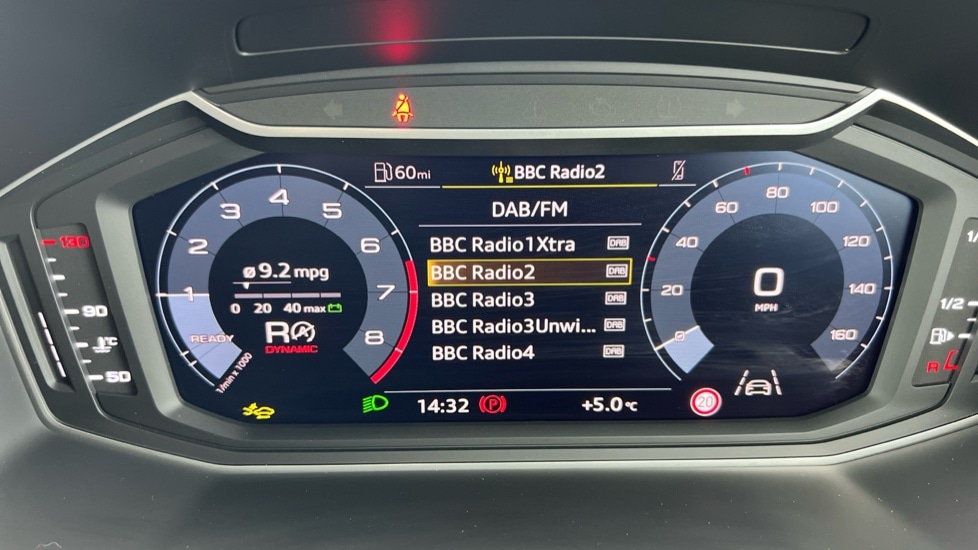 60mi
BBC Radio2
DAB/FM
BBC Radio1Xtra DAB
BBC Radio2 DAB
BBC Radio3 DAB
BBC Radio3Unwi... DAB
BBC Radio4 DAB
READY 1 2 3 4 5 6 7 8
1/min x 1000
ø9.2 mpg
0 20 40 max
R
DYNAMIC
0 20 40 60 80 100 120 140 160
0
MPH
14:32
P
+5.0°C
20
130
90
°C
50
1/2
R